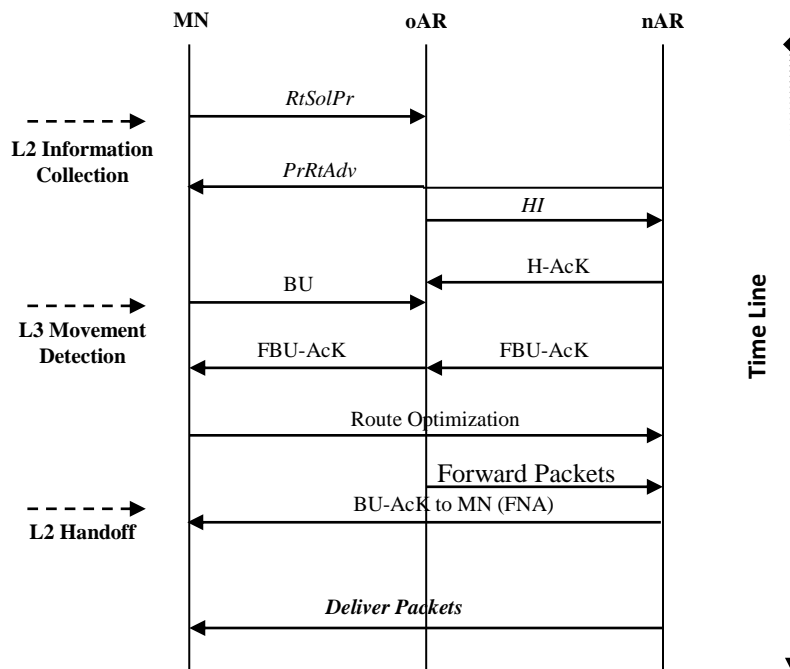 MN oAR nAR
RtSolPr
L2 Information
Collection
PrRtAdv
HI
H-AcK
BU
L3 Movement
Detection
FBU-AcK FBU-AcK
Route Optimization
Forward Packets
BU-AcK to MN (FNA)
L2 Handoff
Deliver Packets
Time Line